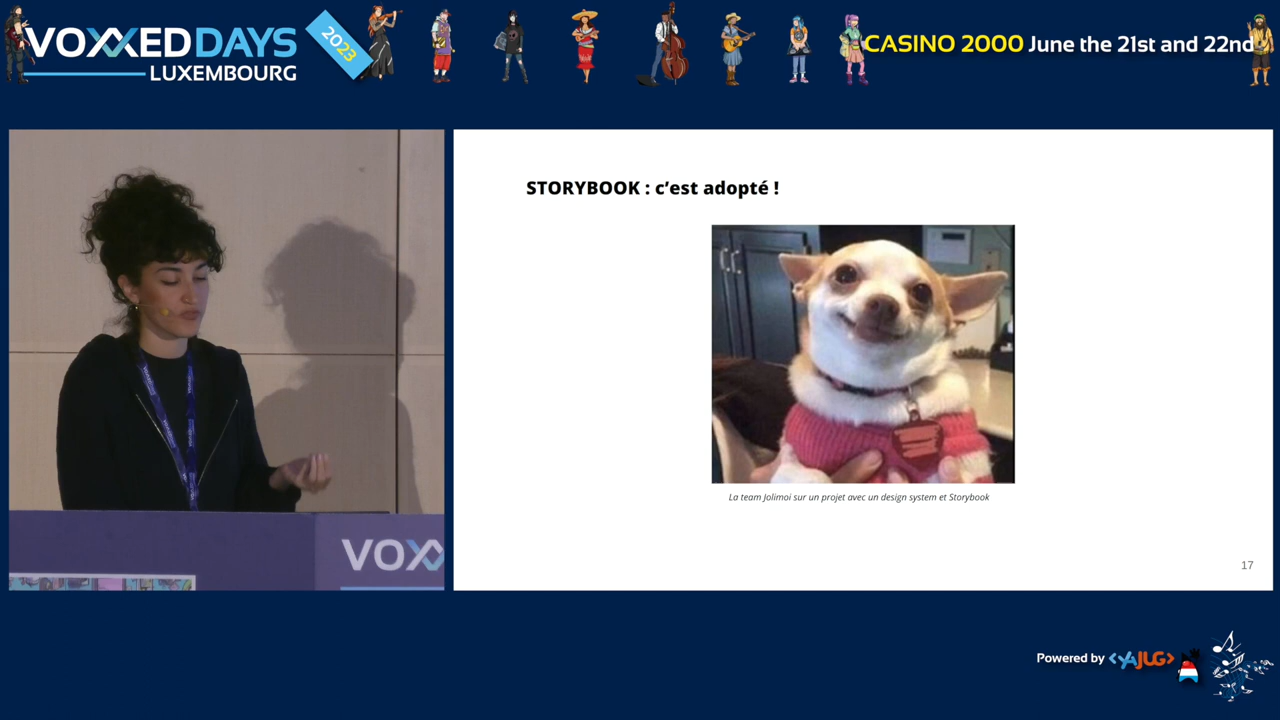 VOXXED DAYS
LUXEMBOURG
2023
CASINO 2000 June the 21st and 22nd
STORYBOOK : c'est adopté !
La team Jolimoi sur un projet avec un design system et Storybook
17
VOXX
Powered by <YAJUG>